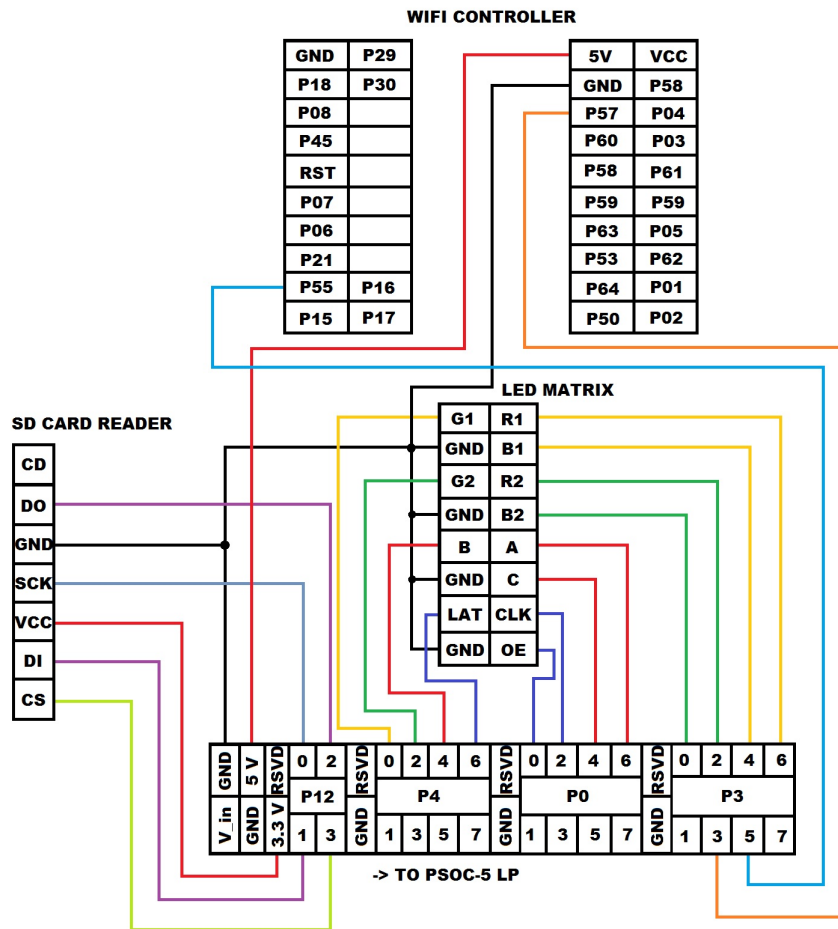 WIFI CONTROLLER
GND P29 5V VCC
P18 P30 GND P58
P08 P57 P04
P45 P60 P03
RST P58 P61
P07 P59 P59
P06 P63 P05
P21 P53 P62
P55 P16 P64 P01
P15 P17 P50 P02
LED MATRIX
G1 R1
GND B1
G2 R2
GND B2
B A
GND C
LAT CLK
GND OE
SD CARD READER
CD
DO
GND
SCK
VCC
DI
CS
GND 5 V RSVD 0 2 RSVD 0 2 4 6 RSVD 0 2 4 6 RSVD 0 2 4 6
P12 P4 P0 P3
V_in GND 3.3 V 1 3 GND 1 3 5 7 GND 1 3 5 7 GND 1 3 5 7
-> TO PSOC-5 LP